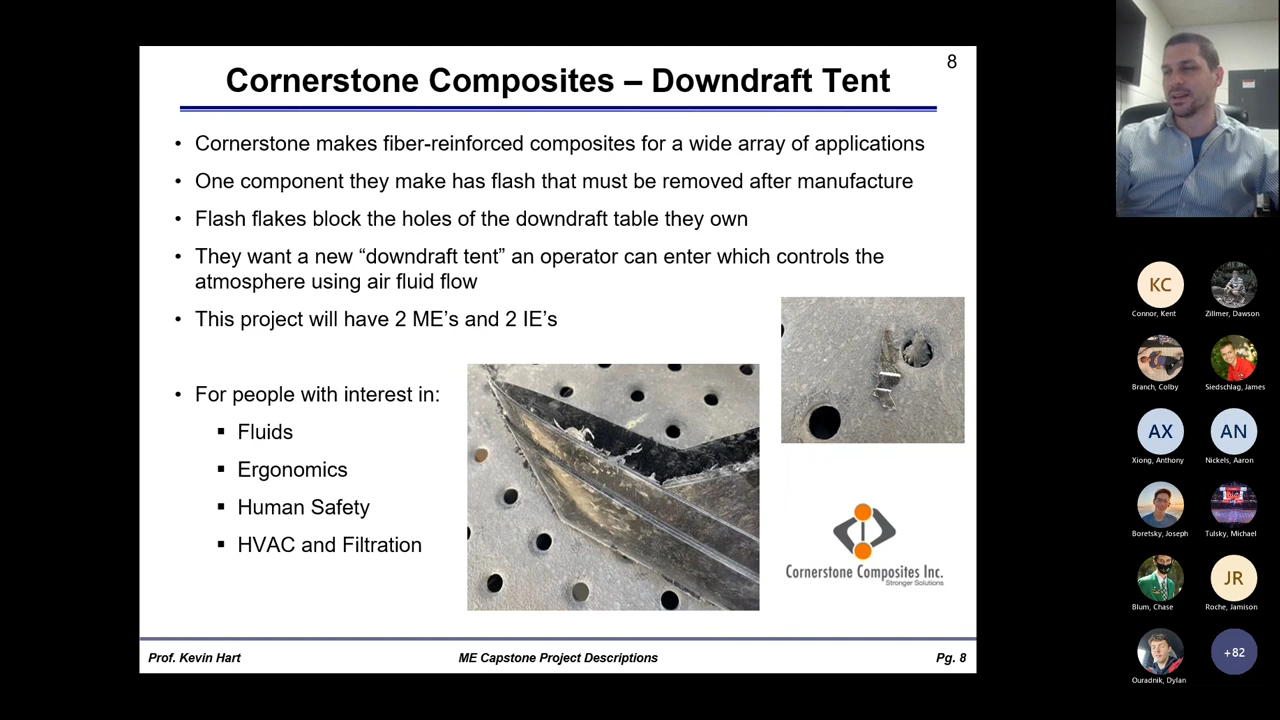 8
Cornerstone Composites – Downdraft Tent
• Cornerstone makes fiber-reinforced composites for a wide array of applications
• One component they make has flash that must be removed after manufacture
• Flash flakes block the holes of the downdraft table they own
• They want a new “downdraft tent” an operator can enter which controls the
atmosphere using air fluid flow
• This project will have 2 ME’s and 2 IE’s
• For people with interest in:
▪ Fluids
▪ Ergonomics
▪ Human Safety
▪ HVAC and Filtration
Cornerstone Composites Inc.
Stronger Solutions
Prof. Kevin Hart
ME Capstone Project Descriptions
Pg. 8
KC
Connor, Kent
Zillmer, Dawson
Branch, Colby
Siedschlag, James
AX
AN
Xiong, Anthony
Nickels, Aaron
Boretsky, Joseph
Tulsky, Michael
JR
Blum, Chase
Roche, Jamison
+82
Ouradnik, Dylan